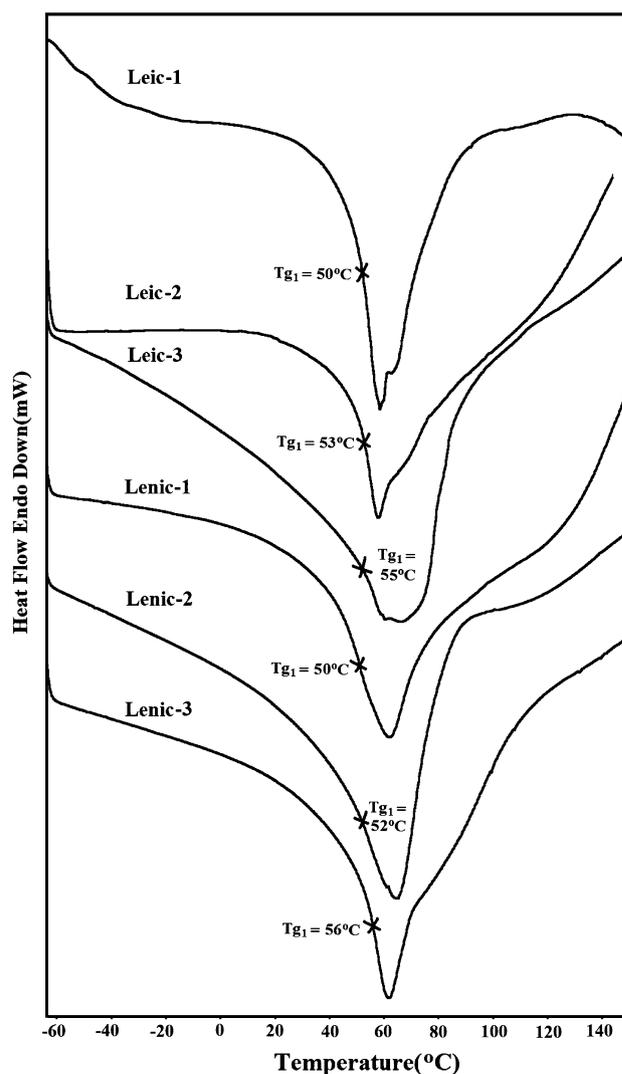 Leic-1
Tg₁ = 50°C
Leic-2
Leic-3
Tg₁ = 53°C
Lenic-1
Tg₁ =
55°C
Lenic-2
Tg₁ = 50°C
Lenic-3
Tg₁ =
52°C
Tg₁ = 56°C
Heat Flow Endo Down(mW)
-60 -40 -20 0 20 40 60 80 100 120 140
Temperature(°C)